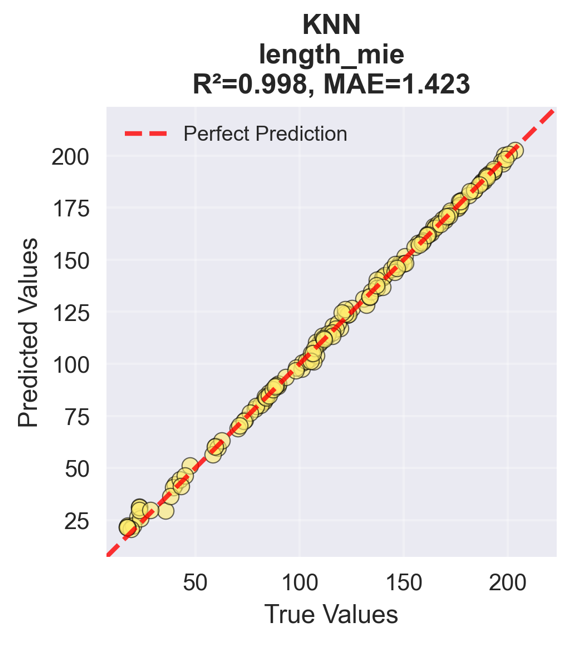 KNN
length_mie
R²=0.998, MAE=1.423
Perfect Prediction
200
175
150
125
100
75
50
25
Predicted Values
50 100 150 200
True Values